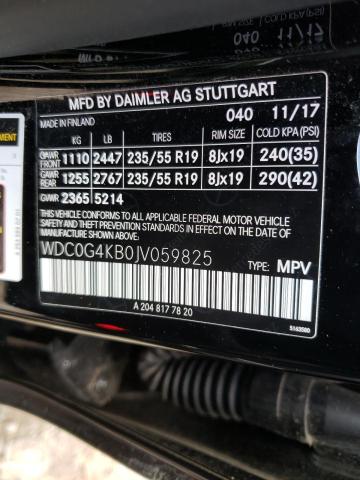 MFD BY DAIMLER AG STUTTGART
MADE IN FINLAND 040 11/17
KG LB TIRES RIM SIZE COLD KPA(PSI)
GAWR FRONT 1110 2447 235/55 R19 8Jx19 240(35)
GAWR REAR 1255 2767 235/55 R19 8Jx19 290(42)
GVWR 2365 5214
THIS VEHICLE CONFORMS TO ALL APPLICABLE FEDERAL MOTOR VEHICLE
SAFETY STANDARDS IN EFFECT ON THE DATE OF
MANUFACTURE SHOWN ABOVE.
WDC0G4KB0JV059825 TYPE: MPV
A 204 817 78 20
5163500